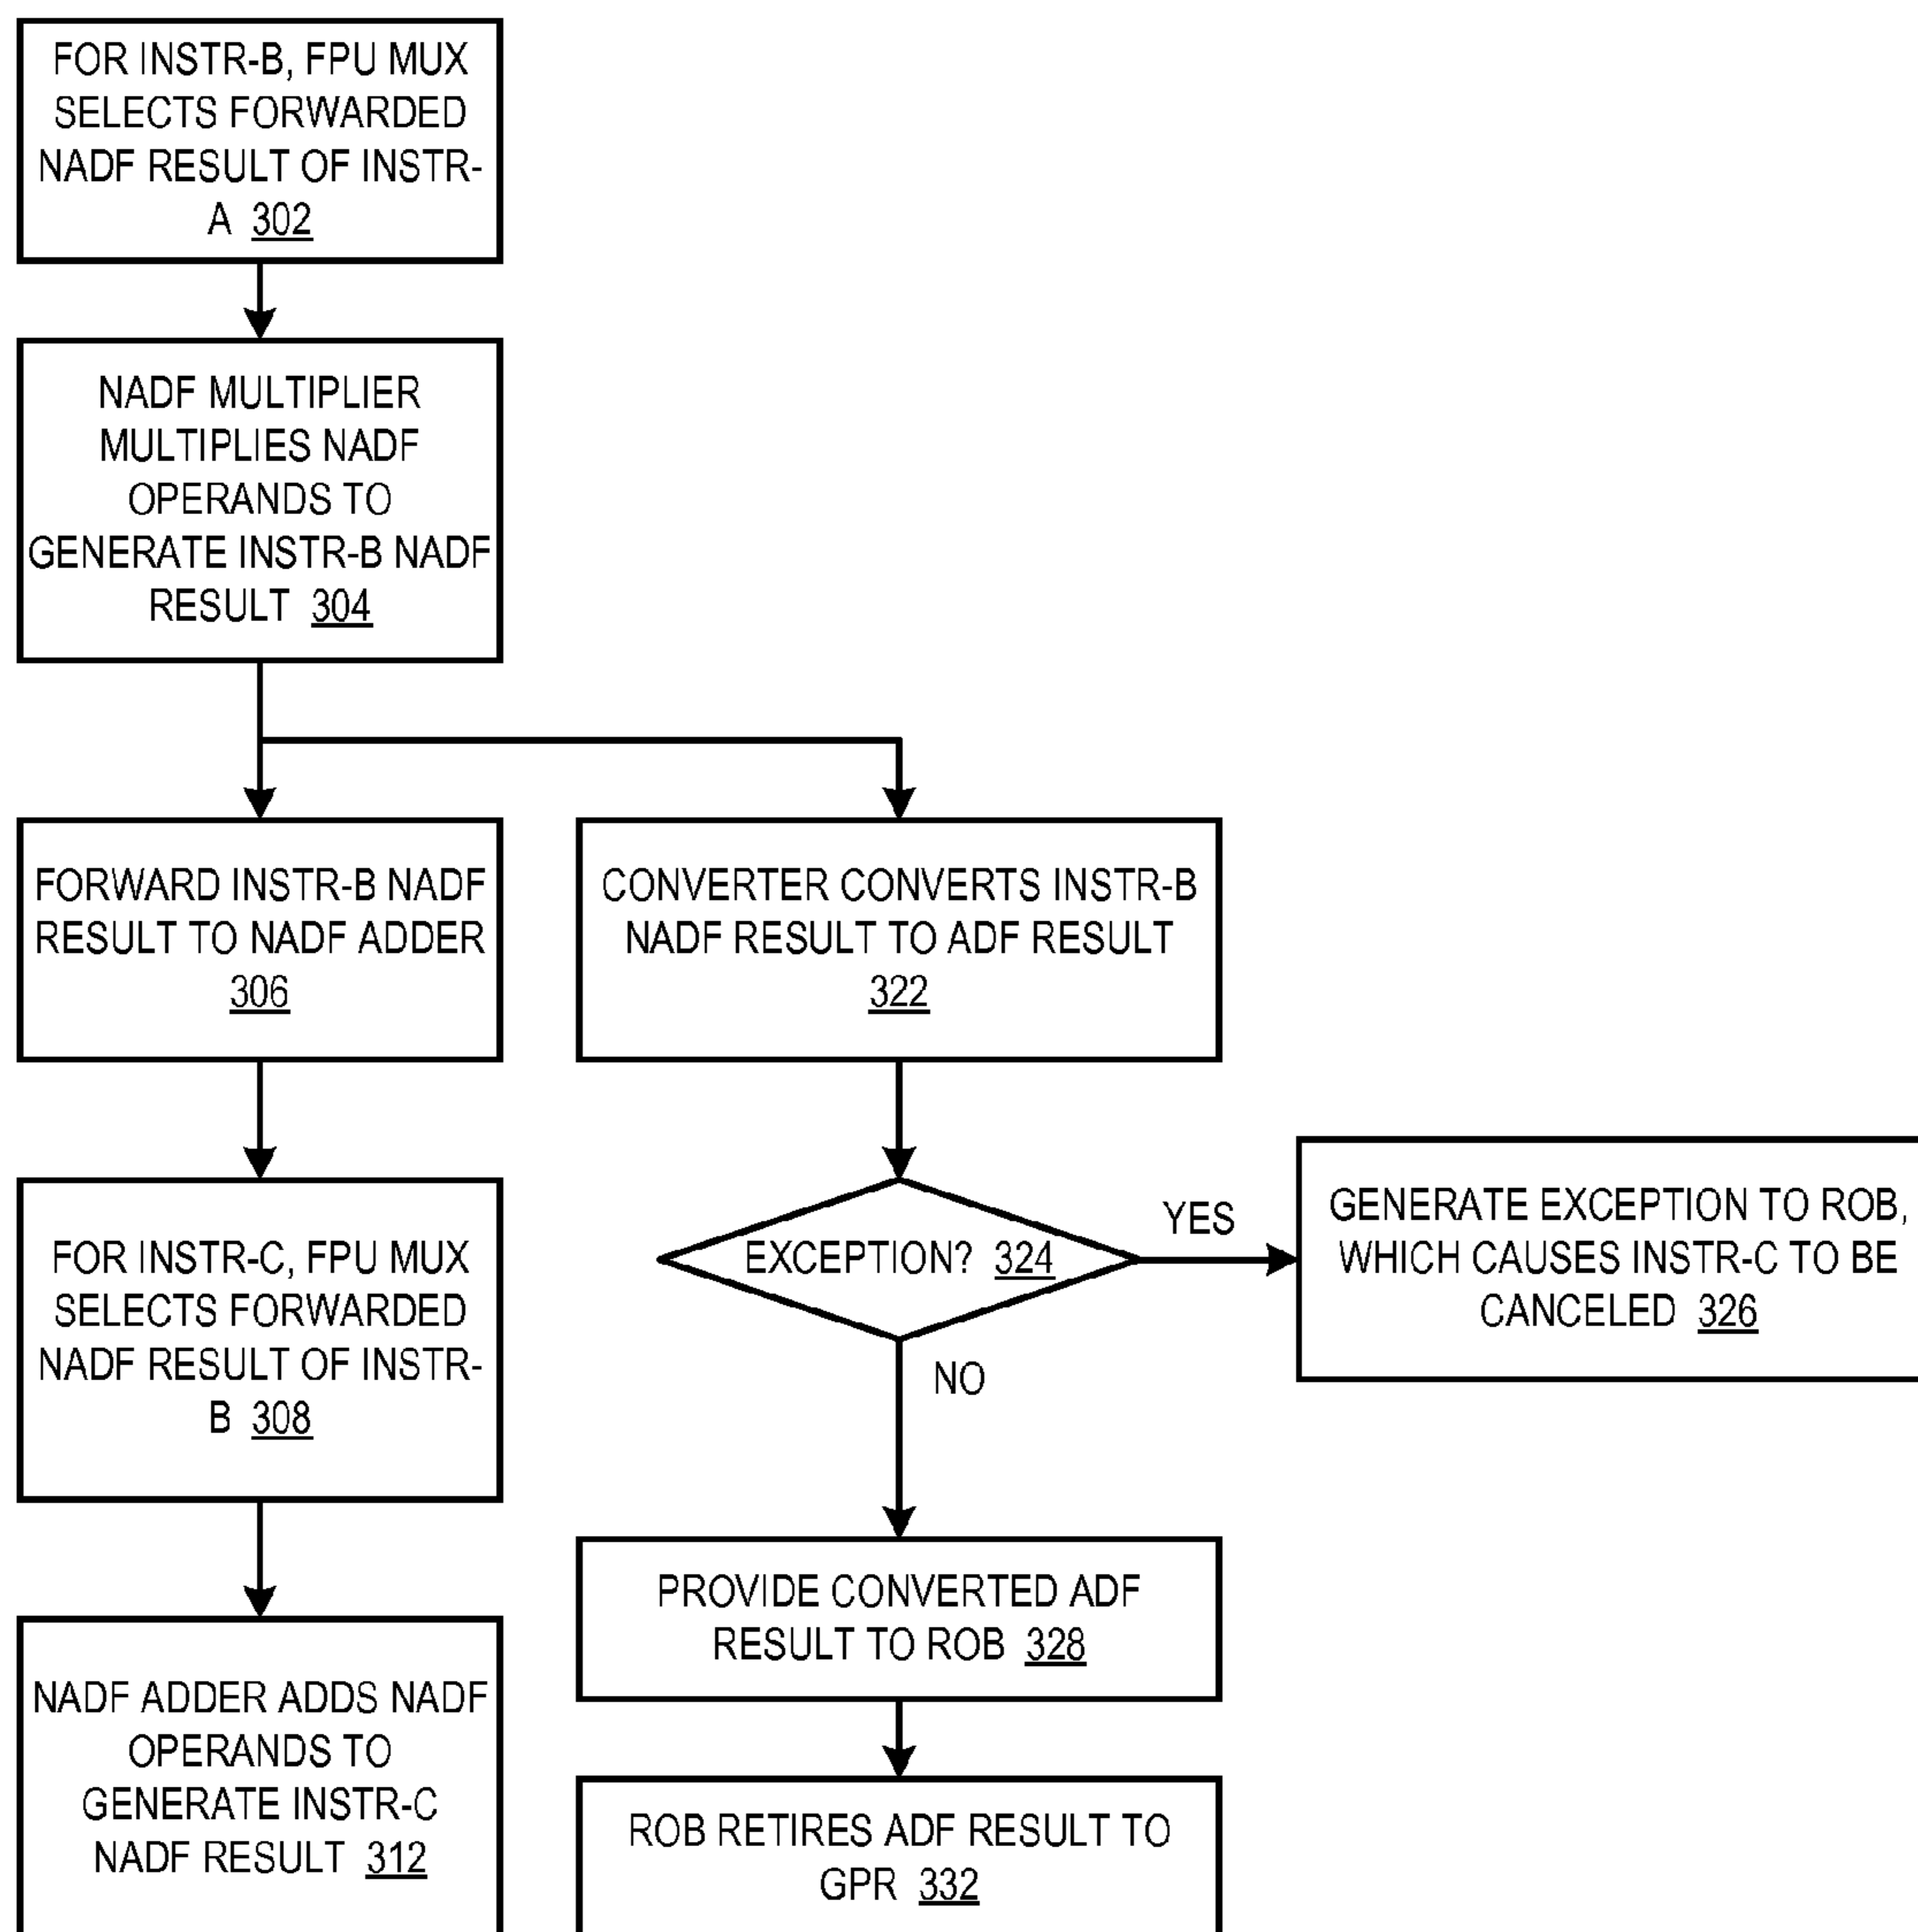 FOR INSTR-B, FPU MUX
SELECTS FORWARDED
NADF RESULT OF INSTR-
A 302
NADF MULTIPLIER
MULTIPLIES NADF
OPERANDS TO
GENERATE INSTR-B NADF
RESULT 304
FORWARD INSTR-B NADF
RESULT TO NADF ADDER
306
CONVERTER CONVERTS INSTR-B
NADF RESULT TO ADF RESULT
322
FOR INSTR-C, FPU MUX
SELECTS FORWARDED
NADF RESULT OF INSTR-
B 308
EXCEPTION? 324
YES
NO
GENERATE EXCEPTION TO ROB,
WHICH CAUSES INSTR-C TO BE
CANCELED 326
PROVIDE CONVERTED ADF
RESULT TO ROB 328
NADF ADDER ADDS NADF
OPERANDS TO
GENERATE INSTR-C
NADF RESULT 312
ROB RETIRES ADF RESULT TO
GPR 332